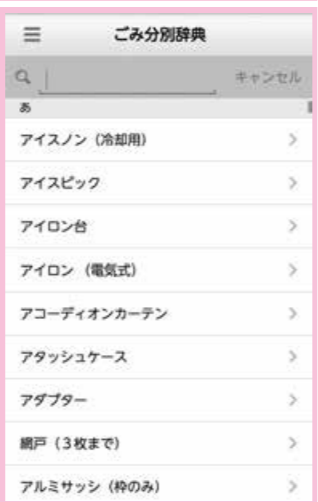 ごみ分別辞典
キャンセル
あ
アイスノン（冷却用）
アイスピック
アイロン台
アイロン（電気式）
アコーディオンカーテン
アタッシュケース
アダプター
網戸（３枚まで）
アルミサッシ（枠のみ）